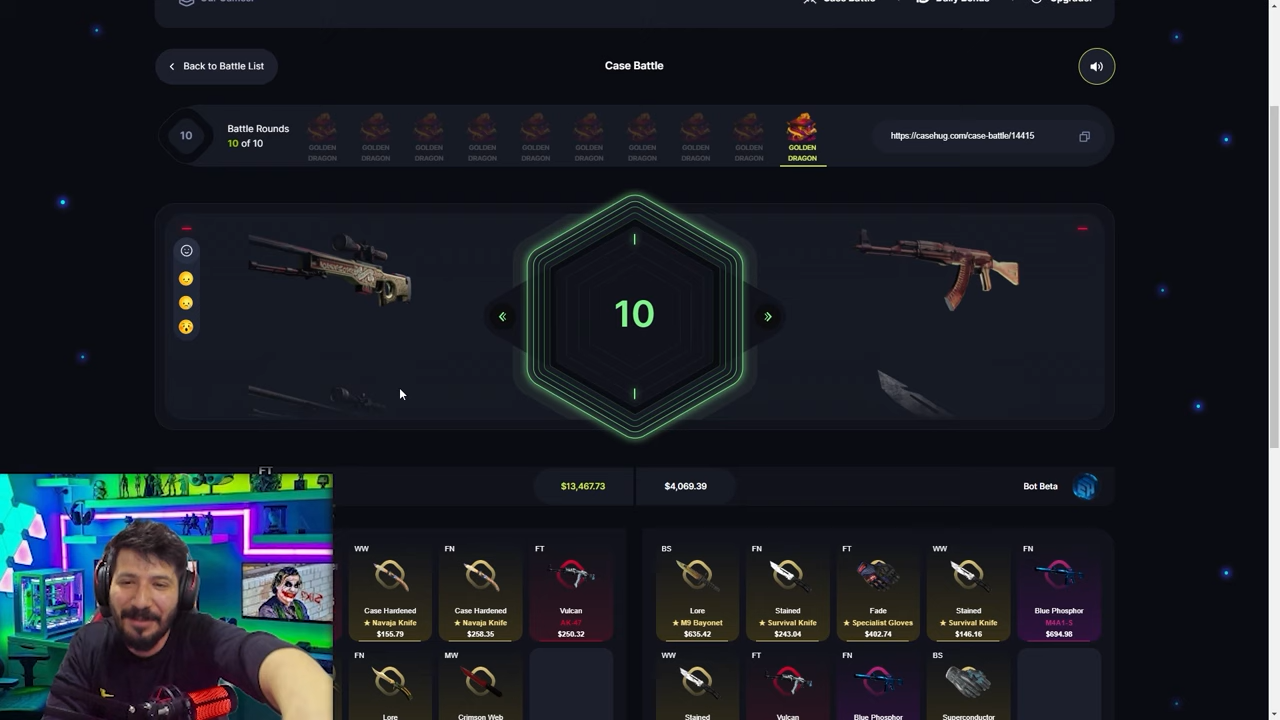 Back to Battle List
Case Battle
10
Battle Rounds
10 of 10
GOLDEN DRAGON
GOLDEN DRAGON
GOLDEN DRAGON
GOLDEN DRAGON
GOLDEN DRAGON
GOLDEN DRAGON
GOLDEN DRAGON
GOLDEN DRAGON
GOLDEN DRAGON
GOLDEN DRAGON
https://casehug.com/case-battle/14415
10
FT
$13,467.73
$4,069.39
Bot Beta
WW
Case Hardened
★ Navaja Knife
$155.79
FN
Case Hardened
★ Navaja Knife
$258.35
FT
Vulcan
AK-47
$250.32
BS
Lore
★ M9 Bayonet
$635.42
FN
Stained
★ Survival Knife
$243.04
FT
Fade
★ Specialist Gloves
$402.74
WW
Stained
★ Survival Knife
$146.16
FN
Blue Phosphor
M4A1-S
$694.98
FN
Lore
MW
Crimson Web
WW
Stained
FT
Vulcan
FN
Blue Phosphor
BS
Superconductor